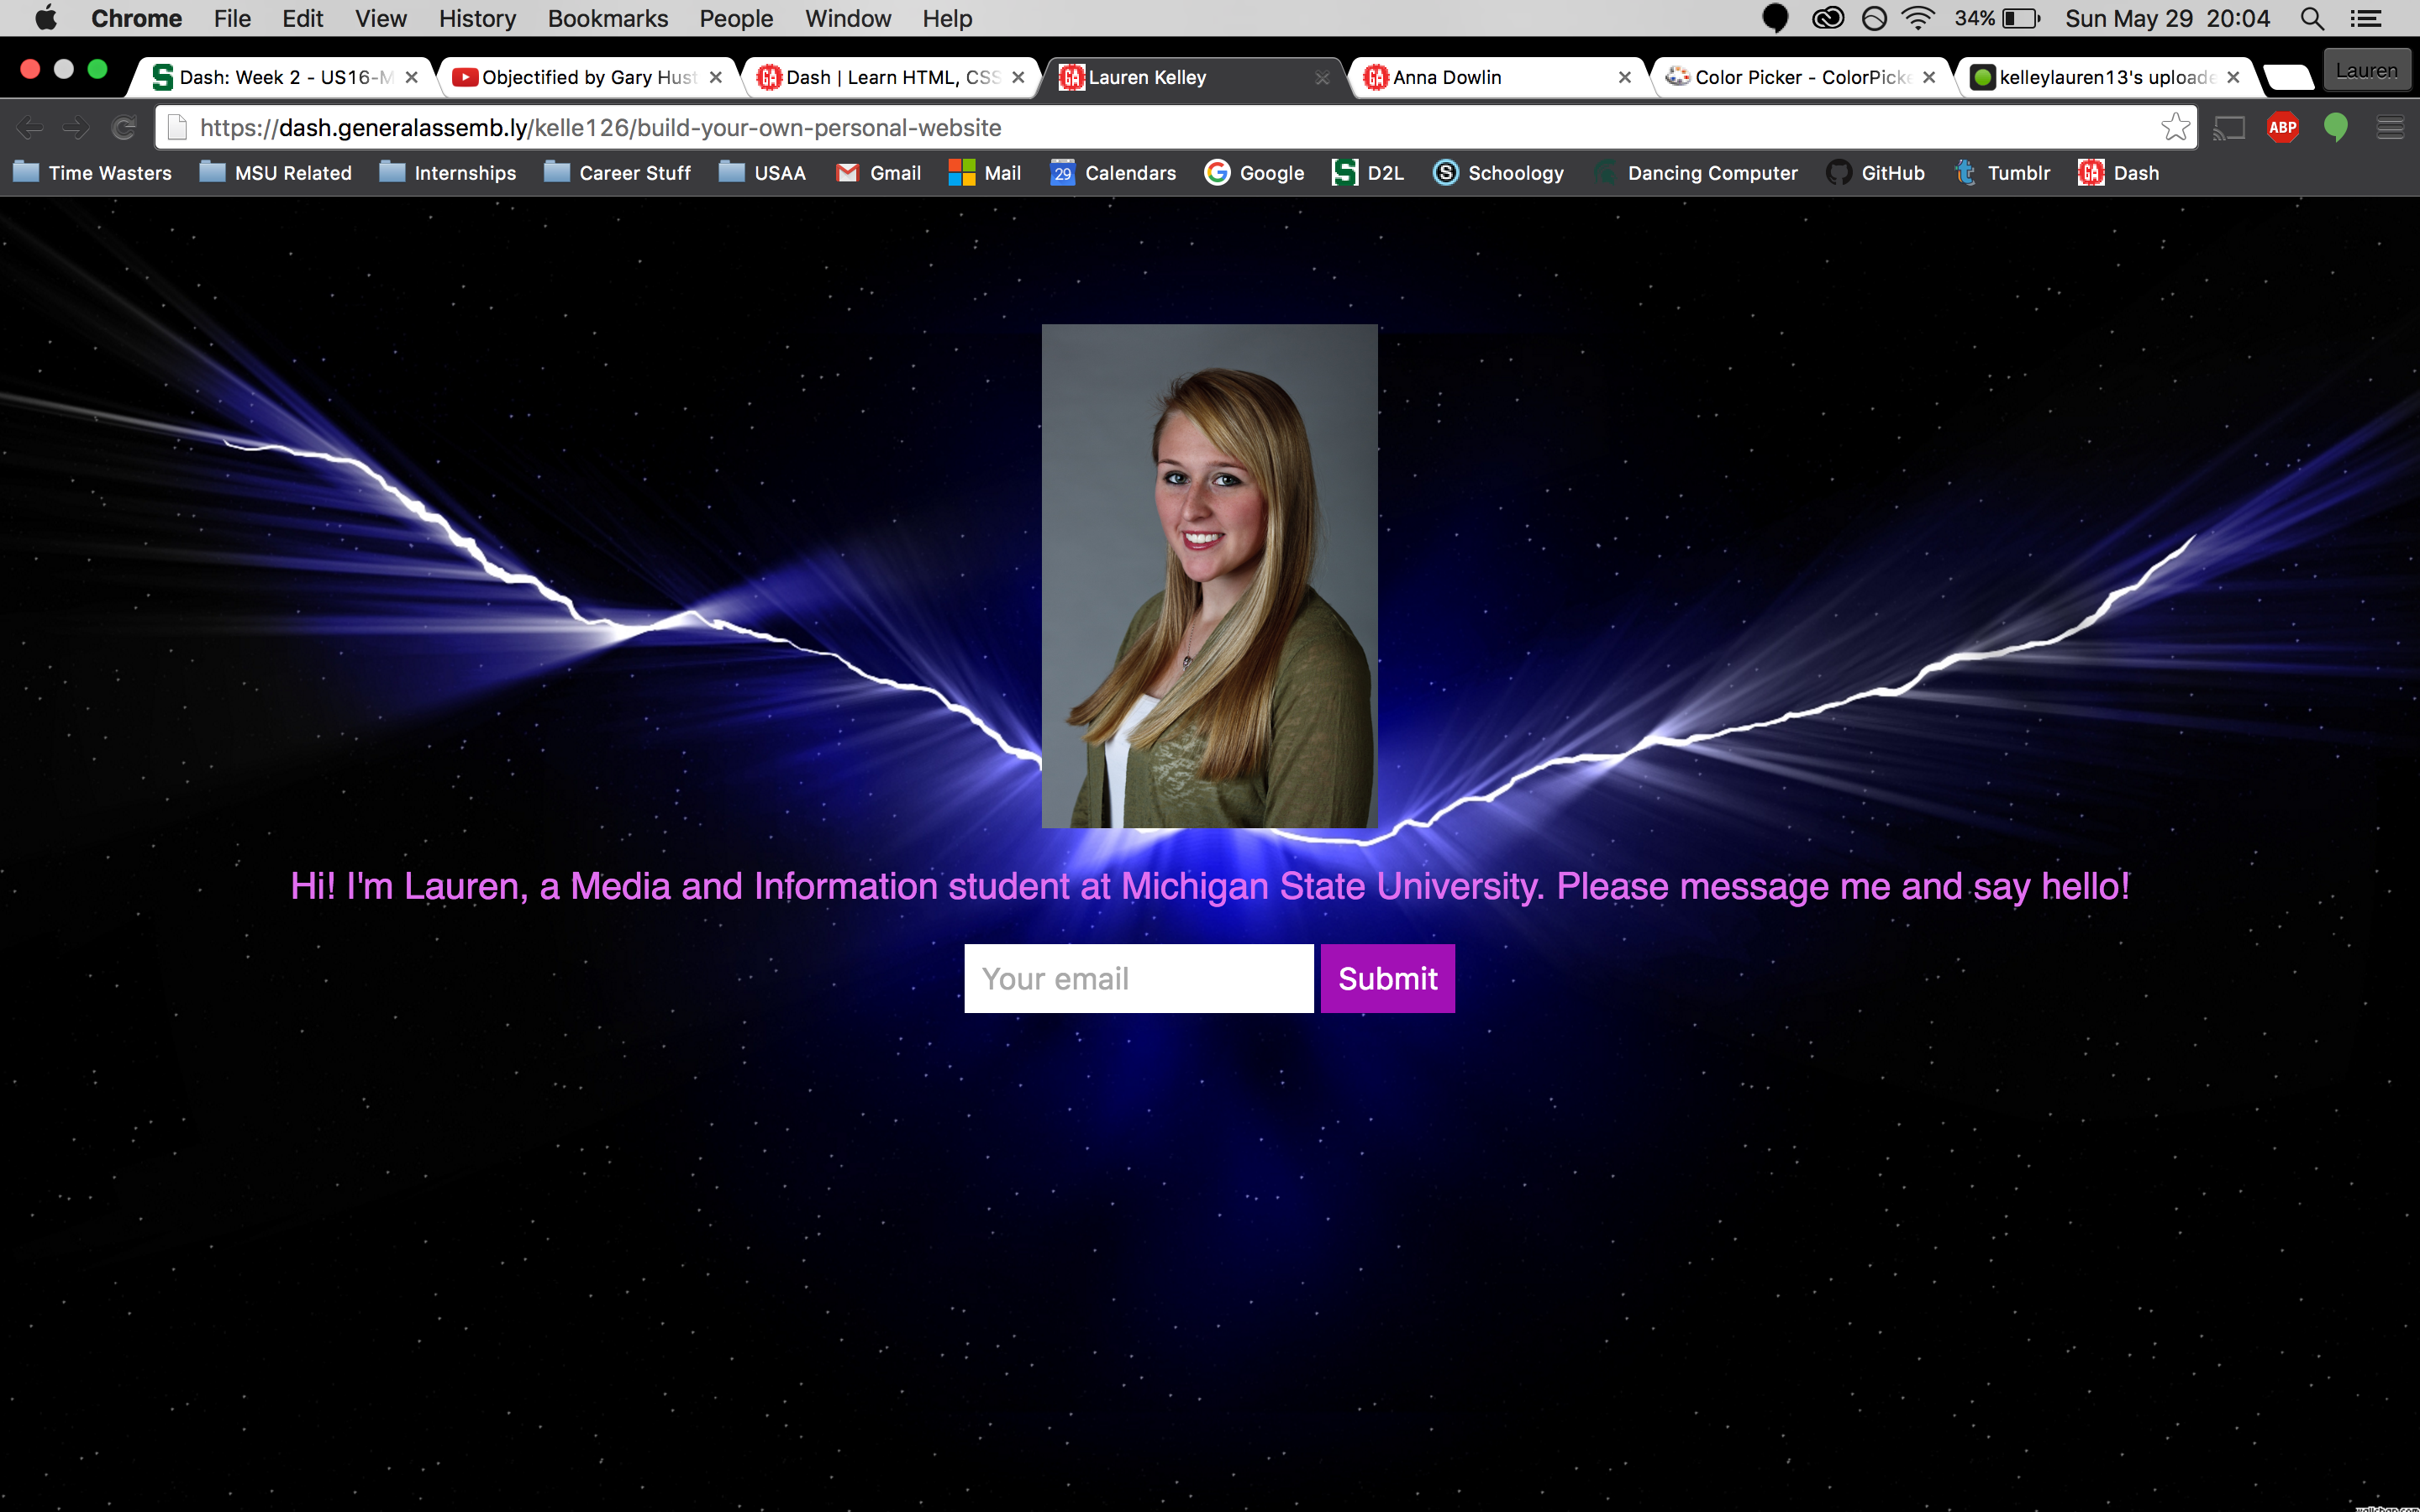 Chrome File Edit View History Bookmarks People Window Help 34% Sun May 29 20:04
Dash: Week 2 - US16-M Objectified by Gary Hust Dash | Learn HTML, CSS Lauren Kelley Anna Dowlin Color Picker - ColorPicke kelleylauren13's uploade Lauren
https://dash.generalassemb.ly/kelle126/build-your-own-personal-website ABP
Time Wasters MSU Related Internships Career Stuff USAA Gmail Mail 29 Calendars Google D2L Schoology Dancing Computer GitHub Tumblr GA Dash
Hi! I'm Lauren, a Media and Information student at Michigan State University. Please message me and say hello!
Your email Submit